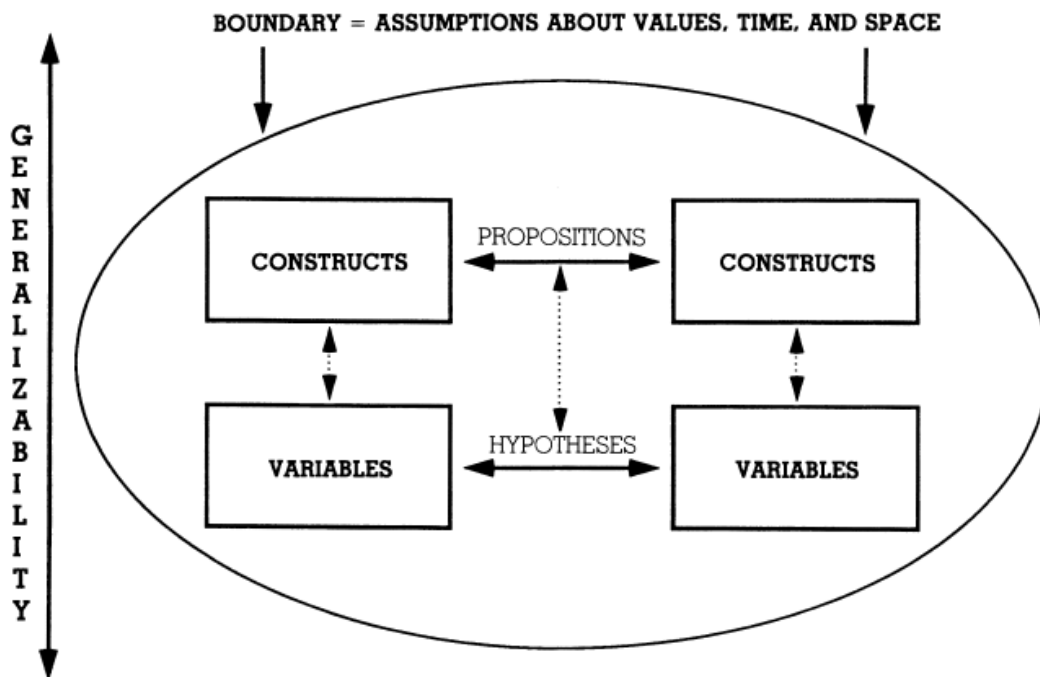 BOUNDARY = ASSUMPTIONS ABOUT VALUES, TIME, AND SPACE
GENERALIZABILITY
PROPOSITIONS
CONSTRUCTS
CONSTRUCTS
HYPOTHESES
VARIABLES
VARIABLES